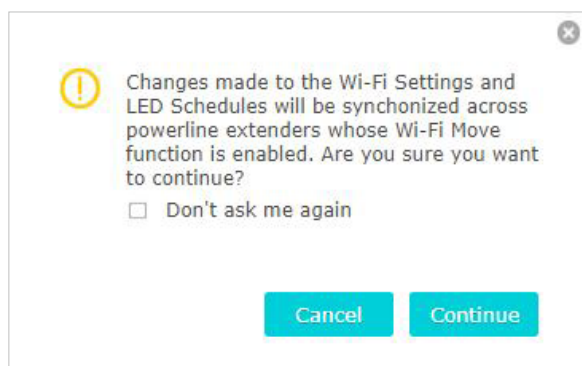 Changes made to the Wi-Fi Settings and
LED Schedules will be synchonized across
powerline extenders whose Wi-Fi Move
function is enabled. Are you sure you want
to continue?
Don't ask me again
Cancel Continue